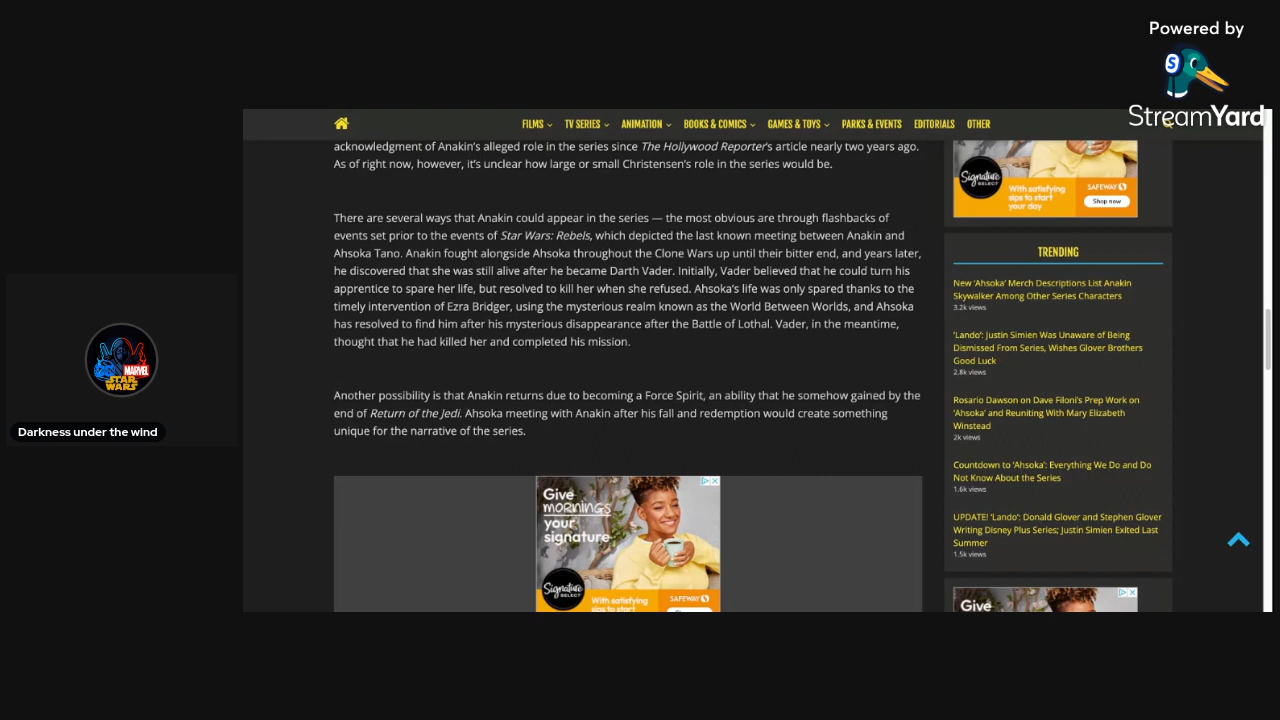 Powered by
StreamYard
FILMS
TV SERIES
ANIMATION
BOOKS & COMICS
GAMES & TOYS
PARKS & EVENTS
EDITORIALS
OTHER
acknowledgment of Anakin's alleged role in the series since The Hollywood Reporter's article nearly two years ago.
As of right now, however, it's unclear how large or small Christensen's role in the series would be.
There are several ways that Anakin could appear in the series — the most obvious are through flashbacks of
events set prior to the events of Star Wars: Rebels, which depicted the last known meeting between Anakin and
Ahsoka Tano. Anakin fought alongside Ahsoka throughout the Clone Wars up until their bitter end, and years later,
he discovered that she was still alive after he became Darth Vader. Initially, Vader believed that he could turn his
apprentice to spare her life, but resolved to kill her when she refused. Ahsoka's life was only spared thanks to the
timely intervention of Ezra Bridger, using the mysterious realm known as the World Between Worlds, and Ahsoka
has resolved to find him after his mysterious disappearance after the Battle of Lothal. Vader, in the meantime,
thought that he had killed her and completed his mission.
Another possibility is that Anakin returns due to becoming a Force Spirit, an ability that he somehow gained by the
end of Return of the Jedi. Ahsoka meeting with Anakin after his fall and redemption would create something
unique for the narrative of the series.
Give
mornings
your
signature
Signature
SELECT
With satisfying
sips to start
SAFEWAY
Signature
SELECT
With satisfying
sips to start
your day
SAFEWAY
Shop now
TRENDING
New 'Ahsoka' Merch Descriptions List Anakin
Skywalker Among Other Series Characters
3.2k views
'Lando': Justin Simien Was Unaware of Being
Dismissed From Series, Wishes Glover Brothers
Good Luck
2.8k views
Rosario Dawson on Dave Filoni's Prep Work on
'Ahsoka' and Reuniting With Mary Elizabeth
Winstead
2k views
Countdown to 'Ahsoka': Everything We Do and Do
Not Know About the Series
1.6k views
UPDATE! 'Lando': Donald Glover and Stephen Glover
Writing Disney Plus Series; Justin Simien Exited Last
Summer
1.5k views
Give
MARVEL
STAR
WARS
Darkness under the wind